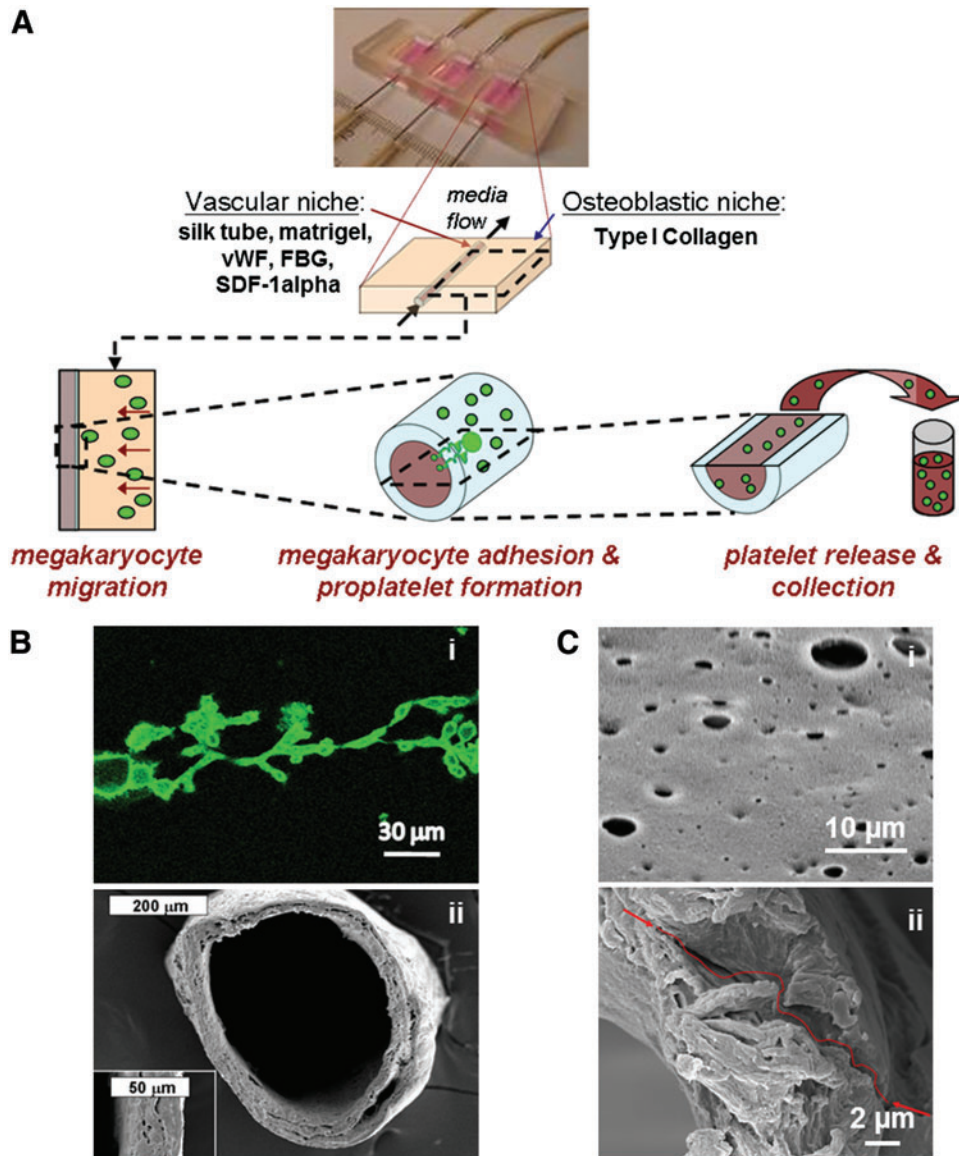 A
Vascular niche:
silk tube, matrigel,
vWF, FBG,
SDF-1alpha
media
flow
Osteoblastic niche:
Type I Collagen
megakaryocyte
migration
megakaryocyte adhesion &
proplatelet formation
platelet release &
collection
B
i
30 µm
ii
200 µm
50 µm
C
i
10 µm
ii
2 µm